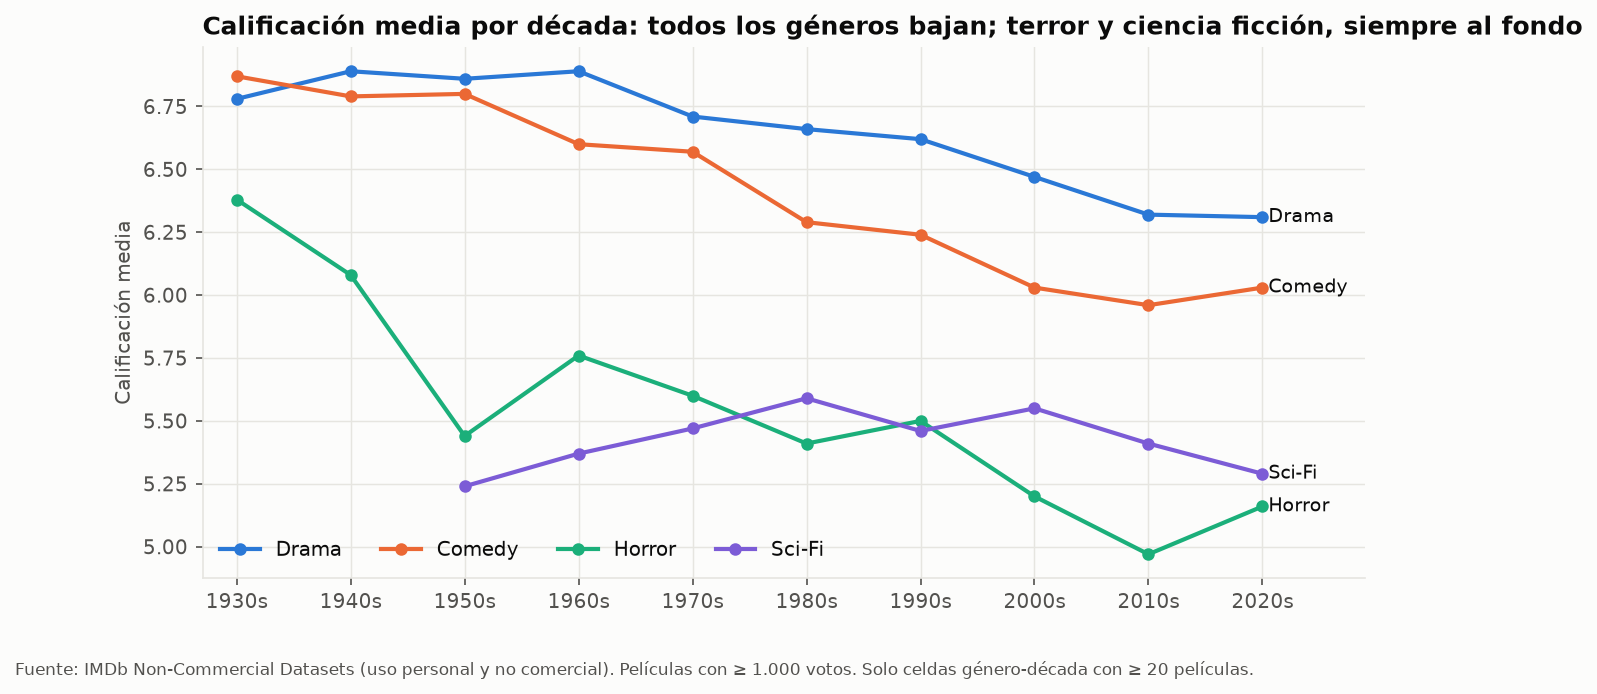 Calificación media por década: todos los géneros bajan; terror y ciencia ficción, siempre al fondo
Calificación media
6.75
6.50
6.25
6.00
5.75
5.50
5.25
5.00
Drama
Comedy
Sci-Fi
Horror
Drama Comedy Horror Sci-Fi
1930s 1940s 1950s 1960s 1970s 1980s 1990s 2000s 2010s 2020s
Fuente: IMDb Non-Commercial Datasets (uso personal y no comercial). Películas con ≥ 1.000 votos. Solo celdas género-década con ≥ 20 películas.